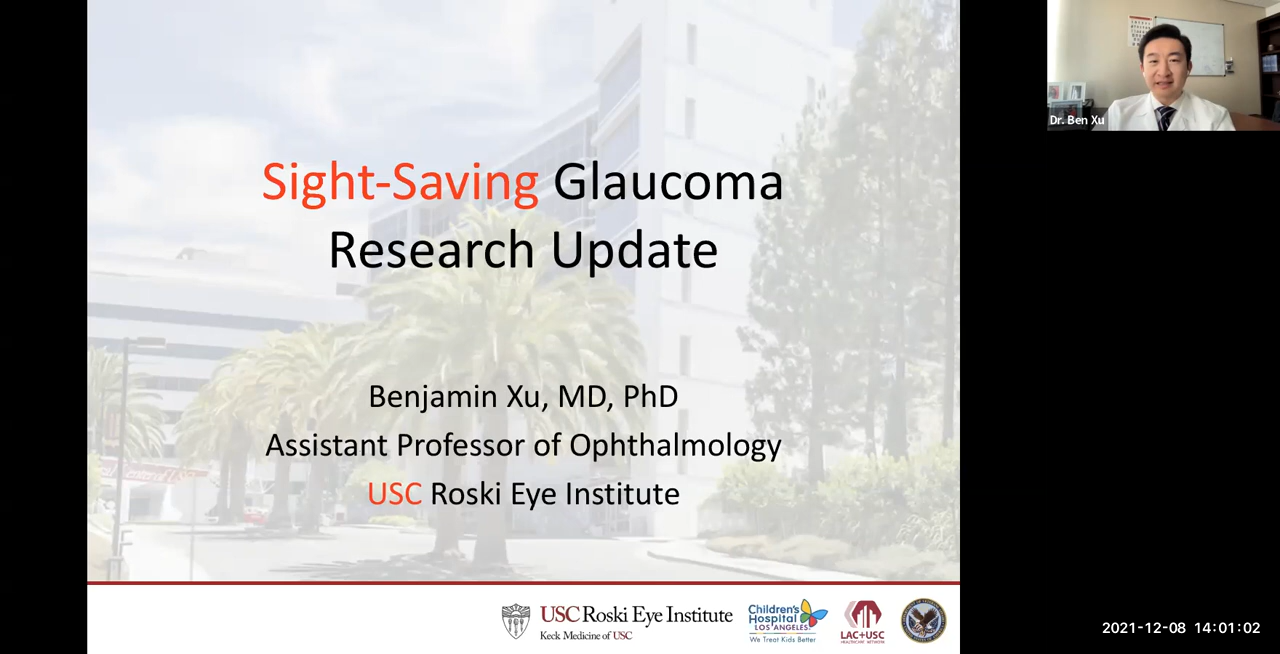 Sight-Saving Glaucoma
Research Update
Benjamin Xu, MD, PhD
Assistant Professor of Ophthalmology
USC Roski Eye Institute
Dr. Ben Xu
USC Roski Eye Institute
Keck Medicine of USC
Children's
Hospital
LOS ANGELES
We Treat Kids Better
LAC+USC
HEALTHCARE NETWORK
2021-12-08 14:01:02